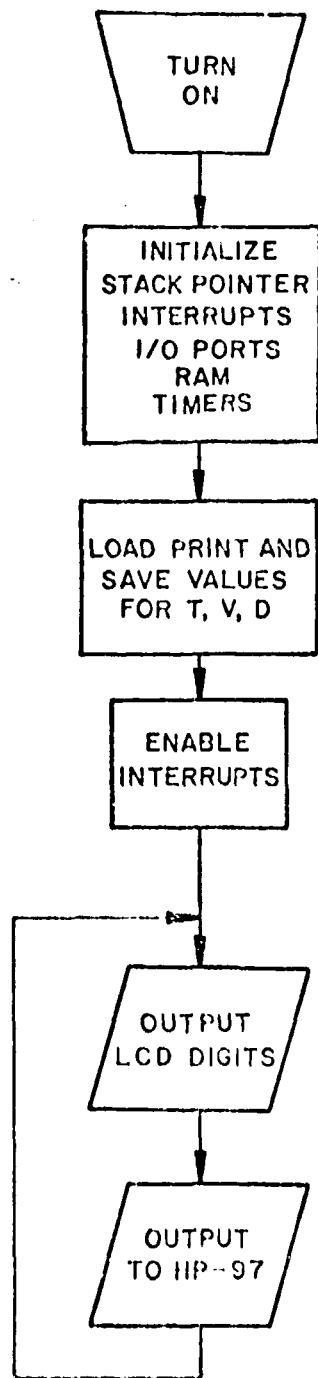 TURN
ON
INITIALIZE
STACK POINTER
INTERRUPTS
I/O PORTS
RAM
TIMERS
LOAD PRINT AND
SAVE VALUES
FOR T, V, D
ENABLE
INTERRUPTS
OUTPUT
LCD DIGITS
OUTPUT
TO HP-97